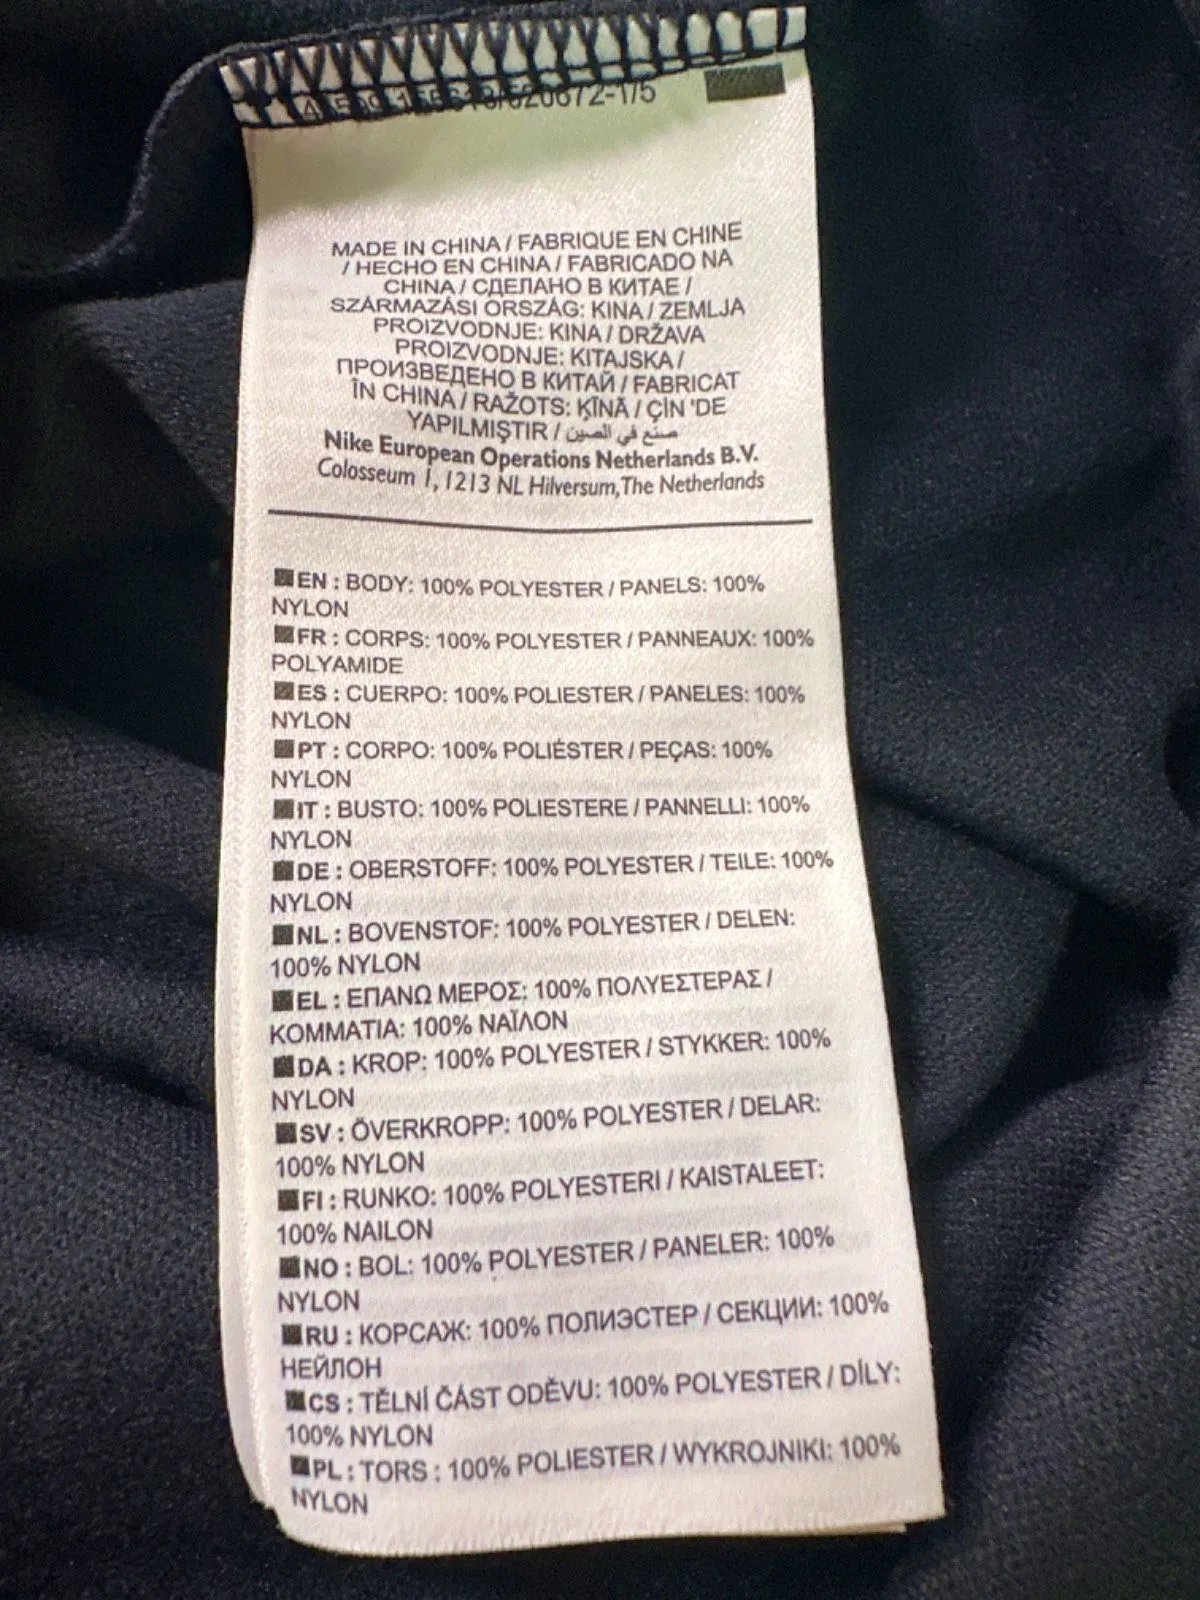 MADE IN CHINA / FABRIQUE EN CHINE
/ HECHO EN CHINA / FABRICADO NA
CHINA / СДЕЛАНО В КИТАЕ /
SZÁRMAZÁSI ORSZÁG: KINA / ZEMLJA
PROIZVODNJE: KINA / DRŽAVA
PROIZVODNJE: KITAJSKA /
ПРОИЗВЕДЕНО В КИТАЙ / FABRICAT
ÎN CHINA / RAŽOTS: ĶĪNĀ / ÇİN 'DE
YAPILMIŞTIR / صنع في الصين
Nike European Operations Netherlands B.V.
Colosseum 1, 1213 NL Hilversum, The Netherlands
EN : BODY: 100% POLYESTER / PANELS: 100%
NYLON
FR : CORPS: 100% POLYESTER / PANNEAUX: 100%
POLYAMIDE
ES : CUERPO: 100% POLIESTER / PANELES: 100%
NYLON
PT : CORPO: 100% POLIÉSTER / PEÇAS: 100%
NYLON
IT : BUSTO: 100% POLIESTERE / PANNELLI: 100%
NYLON
DE : OBERSTOFF: 100% POLYESTER / TEILE: 100%
NYLON
NL : BOVENSTOF: 100% POLYESTER / DELEN:
100% NYLON
EL : ΕΠΑΝΩ ΜΕΡΟΣ: 100% ΠΟΛΥΕΣΤΕΡΑΣ /
ΚΟΜΜΑΤΙΑ: 100% ΝΑΪΛΟΝ
DA : KROP: 100% POLYESTER / STYKKER: 100%
NYLON
SV : ÖVERKROPP: 100% POLYESTER / DELAR:
100% NYLON
FI : RUNKO: 100% POLYESTERI / KAISTALEET:
100% NAILON
NO : BOL: 100% POLYESTER / PANELER: 100%
NYLON
RU : КОРСАЖ: 100% ПОЛИЭСТЕР / СЕКЦИИ: 100%
НЕЙЛОН
CS : TĚLNÍ ČÁST ODĚVU: 100% POLYESTER / DÍLY:
100% NYLON
PL : TORS : 100% POLIESTER / WYKROJNIKI: 100%
NYLON